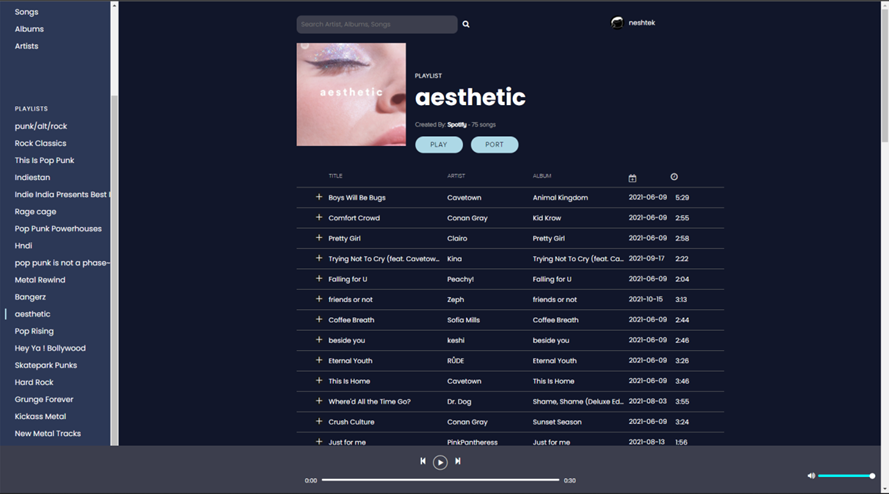 Songs
Albums
Artists
PLAYLISTS
punk/alt/rock
Rock Classics
This Is Pop Punk
Indiestan
Indie India Presents Best
Rage cage
Pop Punk Powerhouses
Hndi
pop punk is not a phase-
Metal Rewind
Bangerz
aesthetic
Pop Rising
Hey Ya ! Bollywood
Skatepark Punks
Hard Rock
Grunge Forever
Kickass Metal
New Metal Tracks
Search Artist, Albums, Songs
neshtek
aesthetic
PLAYLIST
aesthetic
Created By: Spotify - 75 songs
PLAY PORT
TITLE ARTIST ALBUM
+ Boys Will Be Bugs Cavetown Animal Kingdom 2021-06-09 5:29
+ Comfort Crowd Conan Gray Kid Krow 2021-06-09 2:55
+ Pretty Girl Clairo Pretty Girl 2021-06-09 2:58
+ Trying Not To Cry (feat. Cavetow... Kina Trying Not To Cry (feat. Ca... 2021-09-17 2:22
+ Falling for U Peachy! Falling for U 2021-06-09 2:04
+ friends or not Zeph friends or not 2021-10-15 3:13
+ Coffee Breath Sofia Mills Coffee Breath 2021-06-09 2:44
+ beside you keshi beside you 2021-06-09 2:46
+ Eternal Youth RŮDE Eternal Youth 2021-06-09 3:26
+ This Is Home Cavetown This Is Home 2021-06-09 3:46
+ Where'd All the Time Go? Dr. Dog Shame, Shame (Deluxe Ed... 2021-08-03 3:55
+ Crush Culture Conan Gray Sunset Season 2021-06-09 3:24
+ Just for me PinkPantheress Just for me 2021-08-13 1:56
0:00 0:30